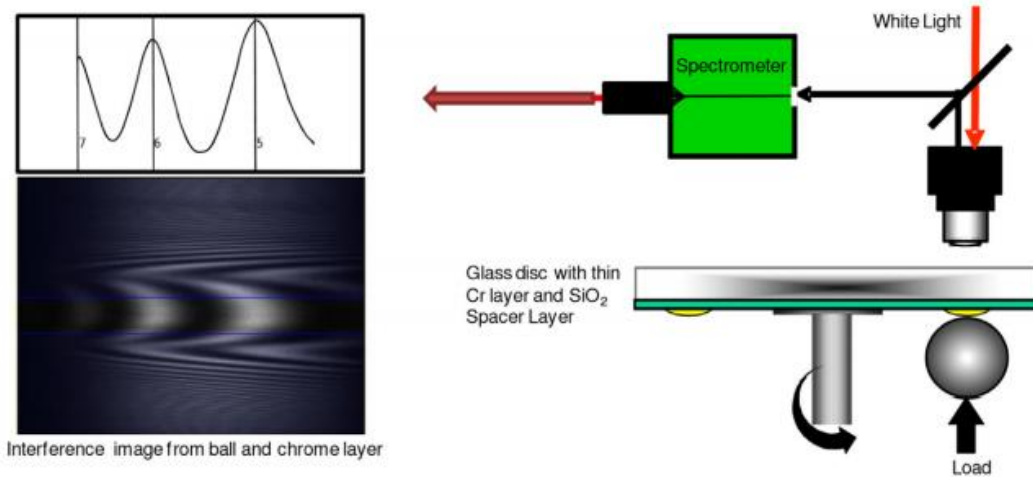 7
6
5
Interference image from ball and chrome layer
White Light
Spectrometer
Glass disc with thin
Cr layer and SiO₂
Spacer Layer
Load